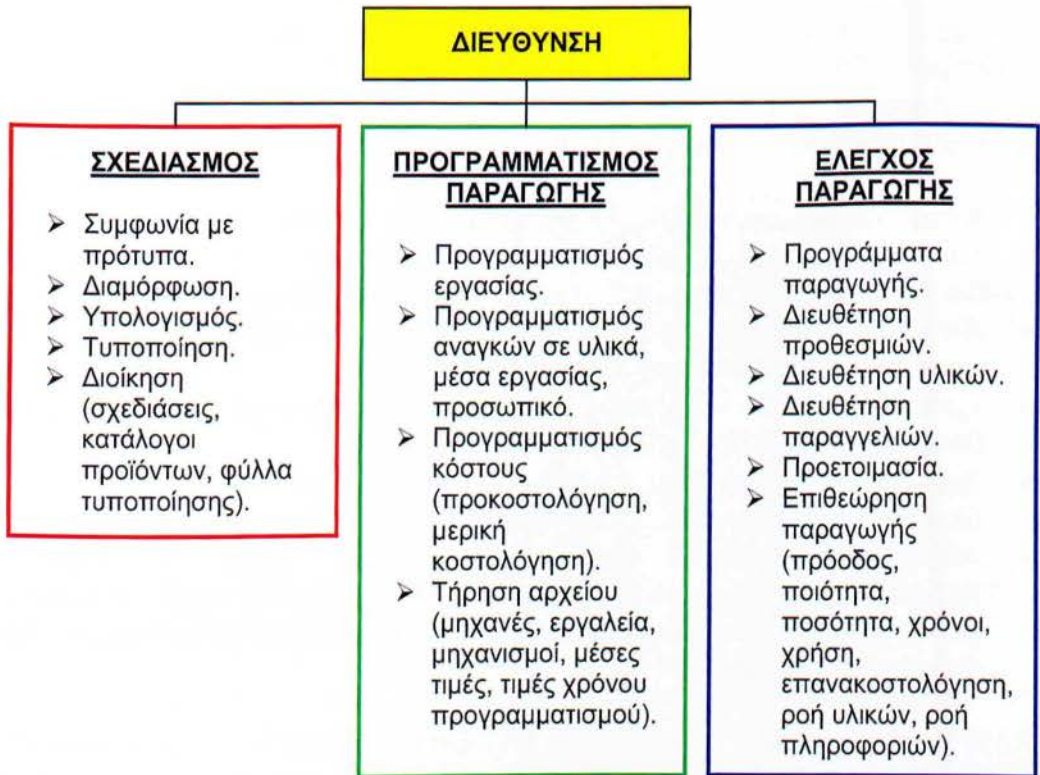 ΔΙΕΥΘΥΝΣΗ
ΣΧΕΔΙΑΣΜΟΣ
➢ Συμφωνία με
πρότυπα.
➢ Διαμόρφωση.
➢ Υπολογισμός.
➢ Τυποποίηση.
➢ Διοίκηση
(σχεδιάσεις,
κατάλογοι
προϊόντων, φύλλα
τυποποίησης).
ΠΡΟΓΡΑΜΜΑΤΙΣΜΟΣ
ΠΑΡΑΓΩΓΗΣ
➢ Προγραμματισμός
εργασίας.
➢ Προγραμματισμός
αναγκών σε υλικά,
μέσα εργασίας,
προσωπικό.
➢ Προγραμματισμός
κόστους
(προκοστολόγηση,
μερική
κοστολόγηση).
➢ Τήρηση αρχείου
(μηχανές, εργαλεία,
μηχανισμοί, μέσες
τιμές, τιμές χρόνου
προγραμματισμού).
ΕΛΕΓΧΟΣ
ΠΑΡΑΓΩΓΗΣ
➢ Προγράμματα
παραγωγής.
➢ Διευθέτηση
προθεσμιών.
➢ Διευθέτηση υλικών.
➢ Διευθέτηση
παραγγελιών.
➢ Προετοιμασία.
➢ Επιθεώρηση
παραγωγής
(πρόοδος,
ποιότητα,
ποσότητα, χρόνοι,
χρήση,
επανακοστολόγηση,
ροή υλικών, ροή
πληροφοριών).